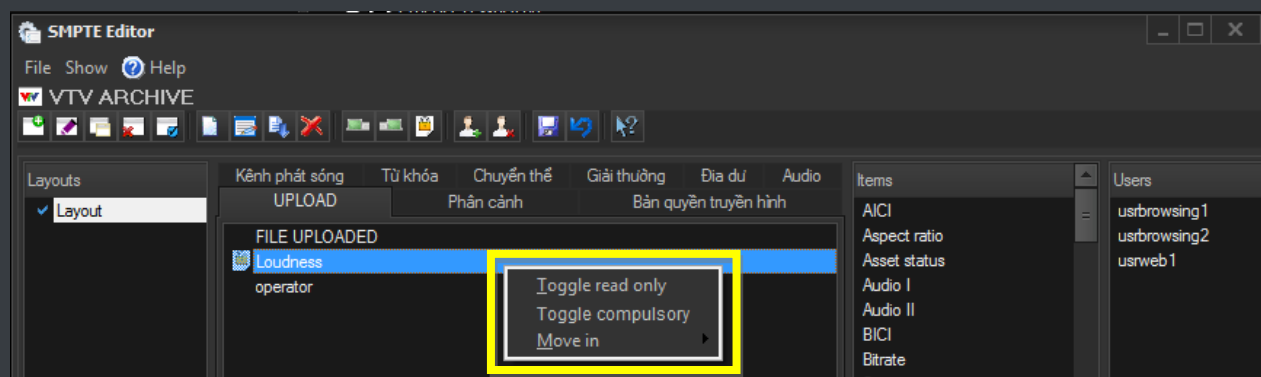 SMPTE Editor
File Show Help
VTV ARCHIVE
Layouts
Layout
Kênh phát sóng Từ khóa Chuyển thể Giải thưởng Đia dư Audio
UPLOAD Phân cảnh Bản quyền truyền hình
FILE UPLOADED
Loudness
operator
Toggle read only
Toggle compulsory
Move in
Items
AICI
Aspect ratio
Asset status
Audio I
Audio II
BICI
Bitrate
Users
usrbrowsing1
usrbrowsing2
usrweb1